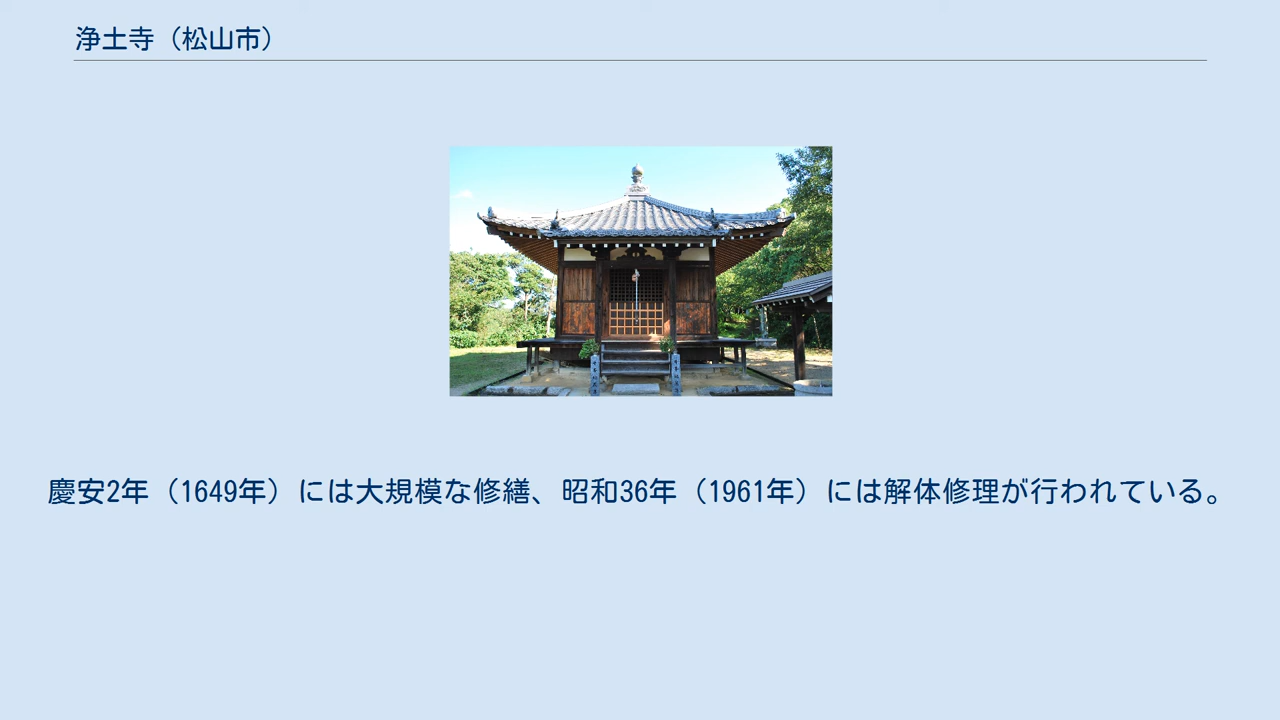 浄土寺（松山市）
慶安2年（1649年）には大規模な修繕、昭和36年（1961年）には解体修理が行われている。